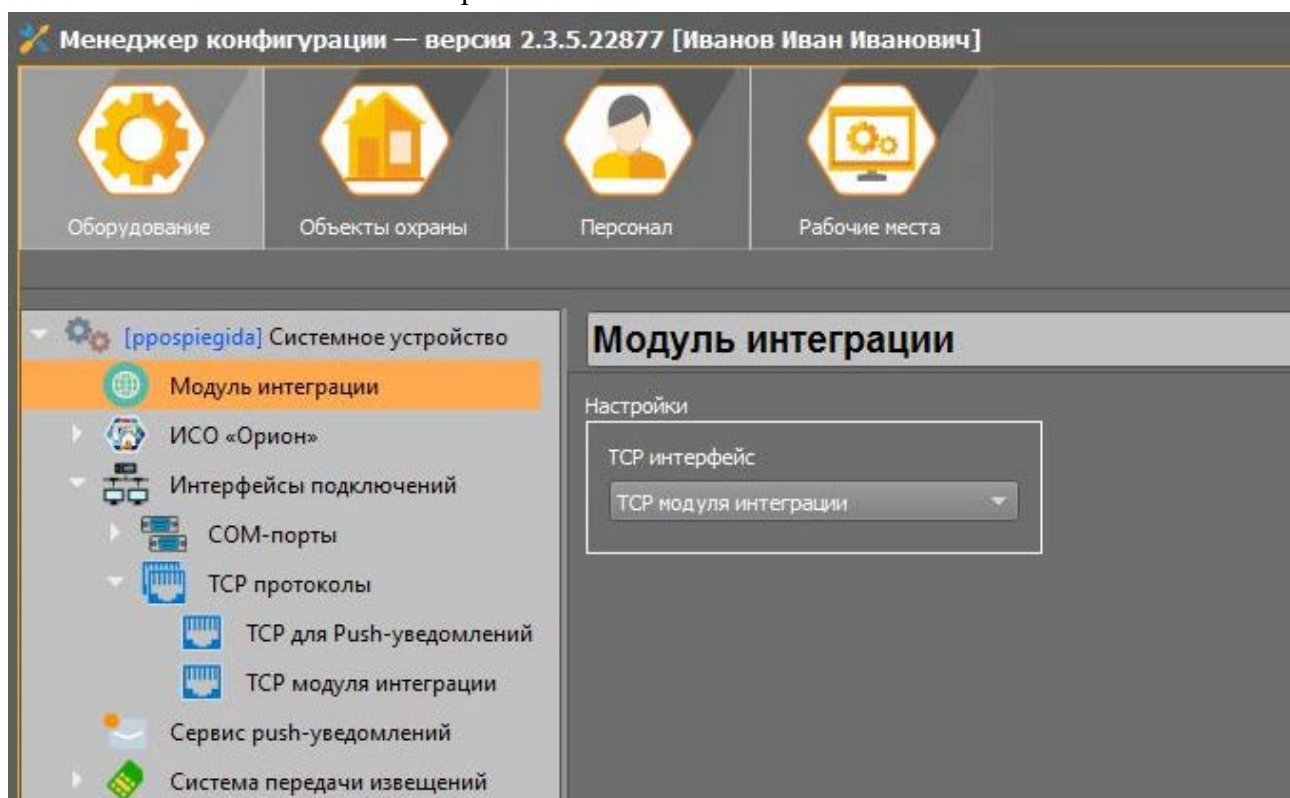 Менеджер конфигурации — версия 2.3.5.22877 [Иванов Иван Иванович]
Оборудование
Объекты охраны
Персонал
Рабочие места
[ppospiegida] Системное устройство
Модуль интеграции
ИСО «Орион»
Интерфейсы подключений
COM-порты
TCP протоколы
TCP для Push-уведомлений
TCP модуля интеграции
Сервис push-уведомлений
Система передачи извещений
Модуль интеграции
Настройки
TCP интерфейс
TCP модуля интеграции